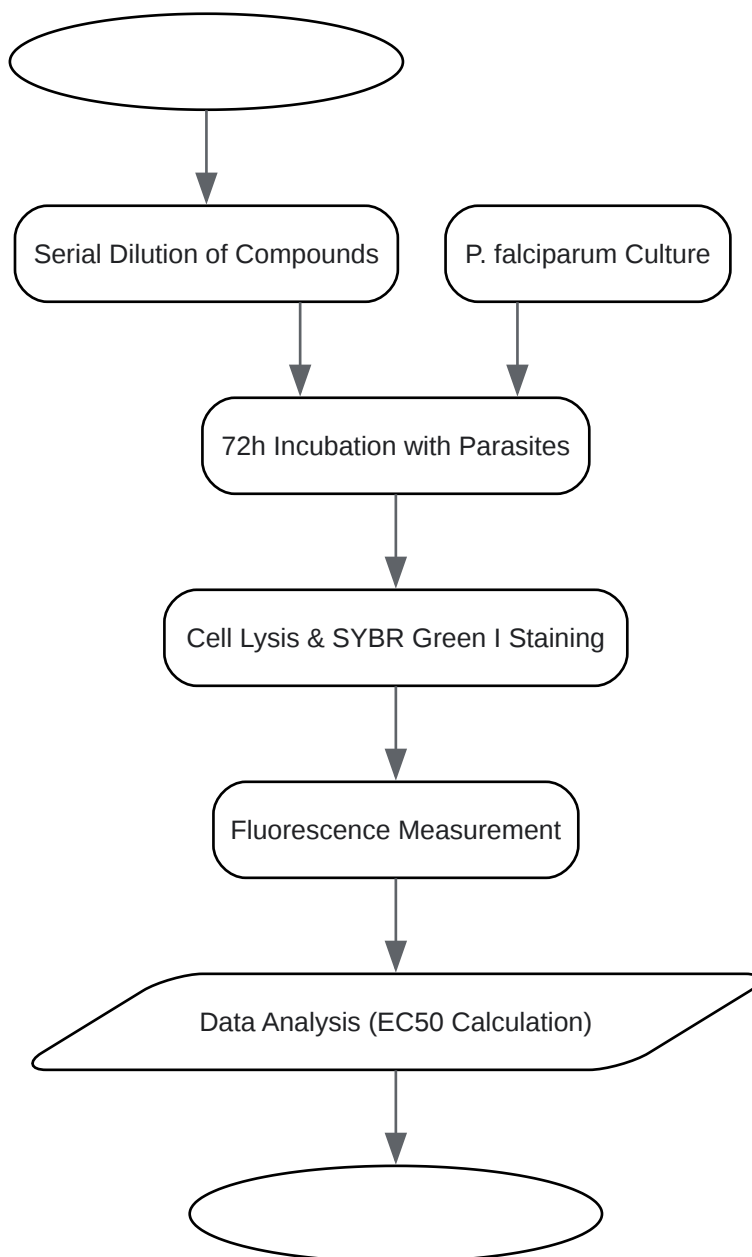 Serial Dilution of Compounds
P. falciparum Culture
72h Incubation with Parasites
Cell Lysis & SYBR Green I Staining
Fluorescence Measurement
Data Analysis (EC50 Calculation)